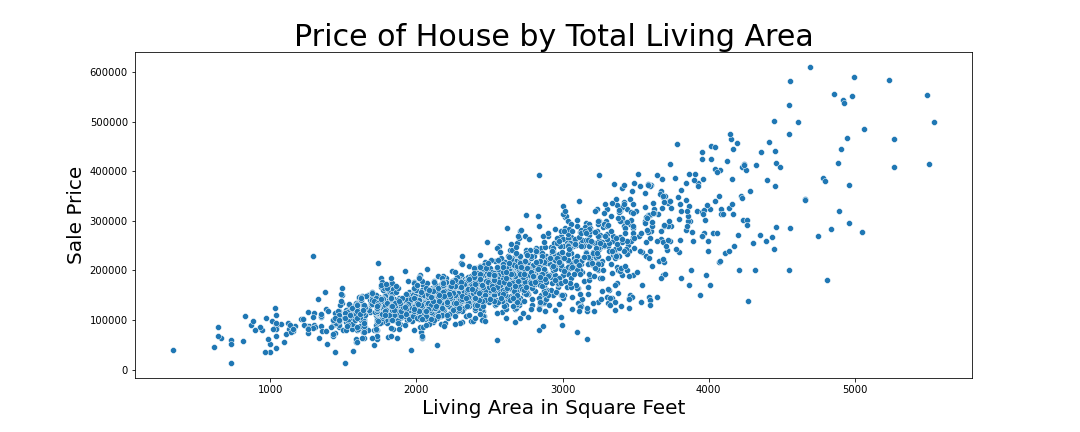 Price of House by Total Living Area
600000
500000
400000
300000
200000
100000
0
Sale Price
1000 2000 3000 4000 5000
Living Area in Square Feet